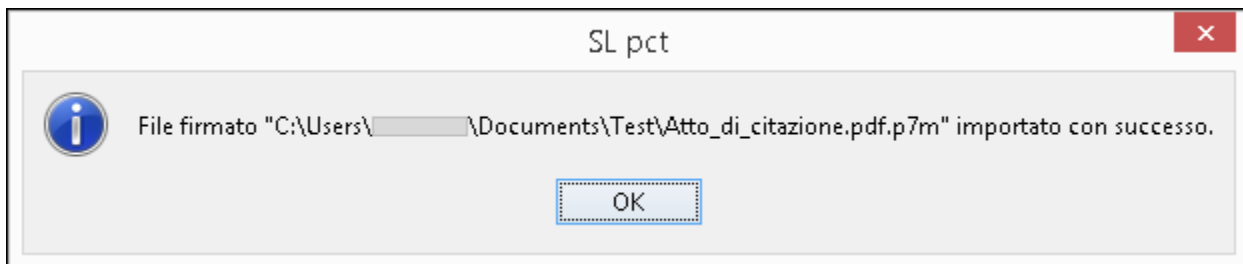 SL pct
File firmato "C:\Users\ \Documents\Test\Atto_di_citazione.pdf.p7m" importato con successo.
OK